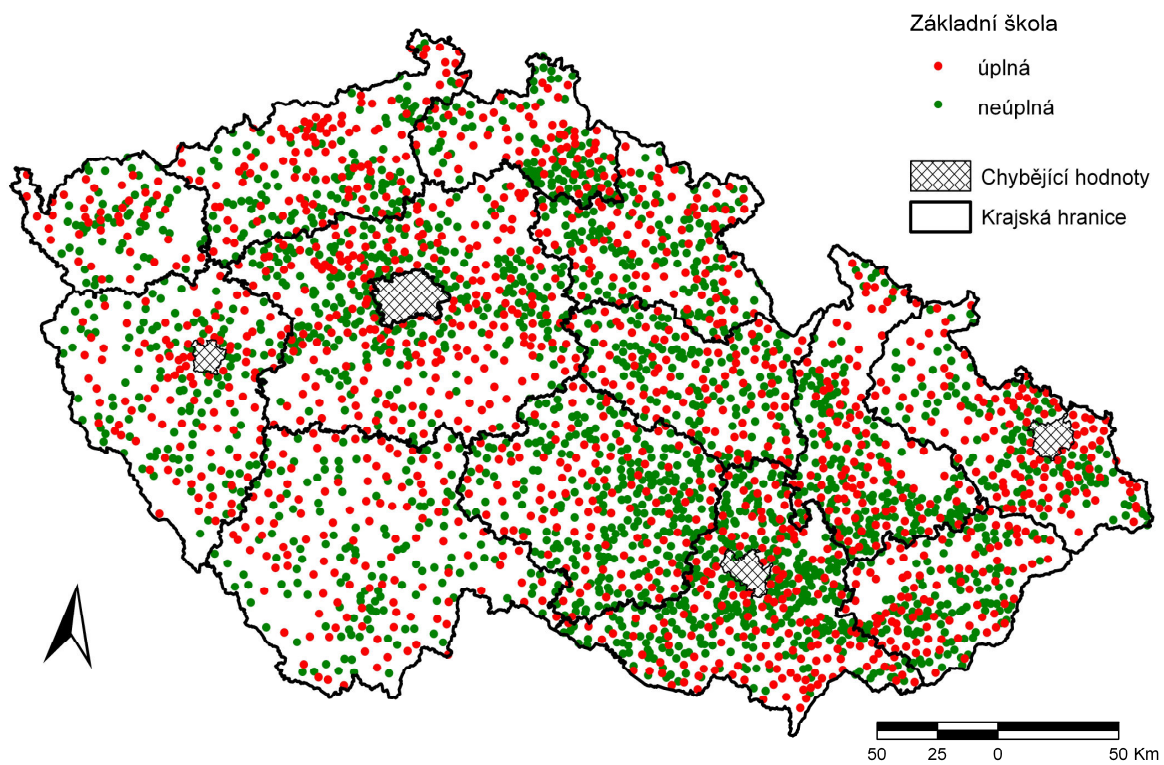 Základní škola
úplná
neúplná
Chybějící hodnoty
Krajská hranice
50 25 0 50 Km